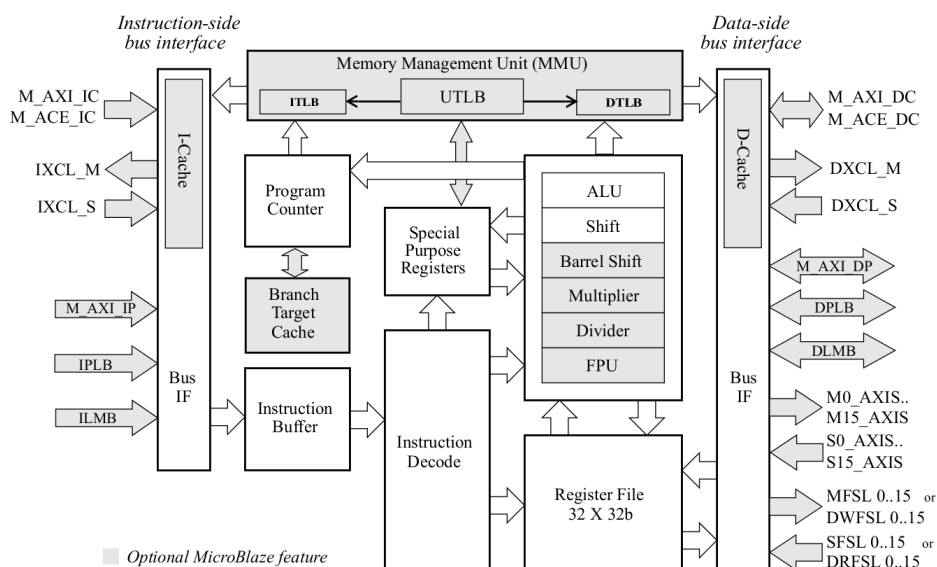 Instruction-side
bus interface
Data-side
bus interface
Memory Management Unit (MMU)
ITLB
UTLB
DTLB
M_AXI_IC
M_ACE_IC
IXCL_M
IXCL_S
I-Cache
M_AXI_IP
IPLB
ILMB
Bus
IF
Program
Counter
Branch
Target
Cache
Instruction
Buffer
Special
Purpose
Registers
Instruction
Decode
ALU
Shift
Barrel Shift
Multiplier
Divider
FPU
Register File
32 X 32b
D-Cache
Bus
IF
M_AXI_DC
M_ACE_DC
DXCL_M
DXCL_S
M_AXI_DP
DPLB
DLMB
M0_AXIS..
M15_AXIS
S0_AXIS..
S15_AXIS
MFSL 0..15 or
DWFSL 0..15
SFSL 0..15 or
DRFSL 0..15
Optional MicroBlaze feature